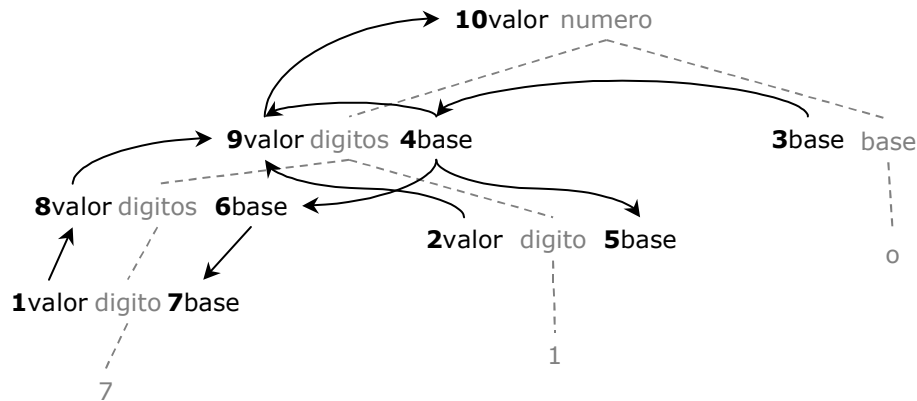 10valor numero
9valor digitos 4base 3base base
8valor digitos 6base
2valor digito 5base
o
1valor digito 7base
1
7